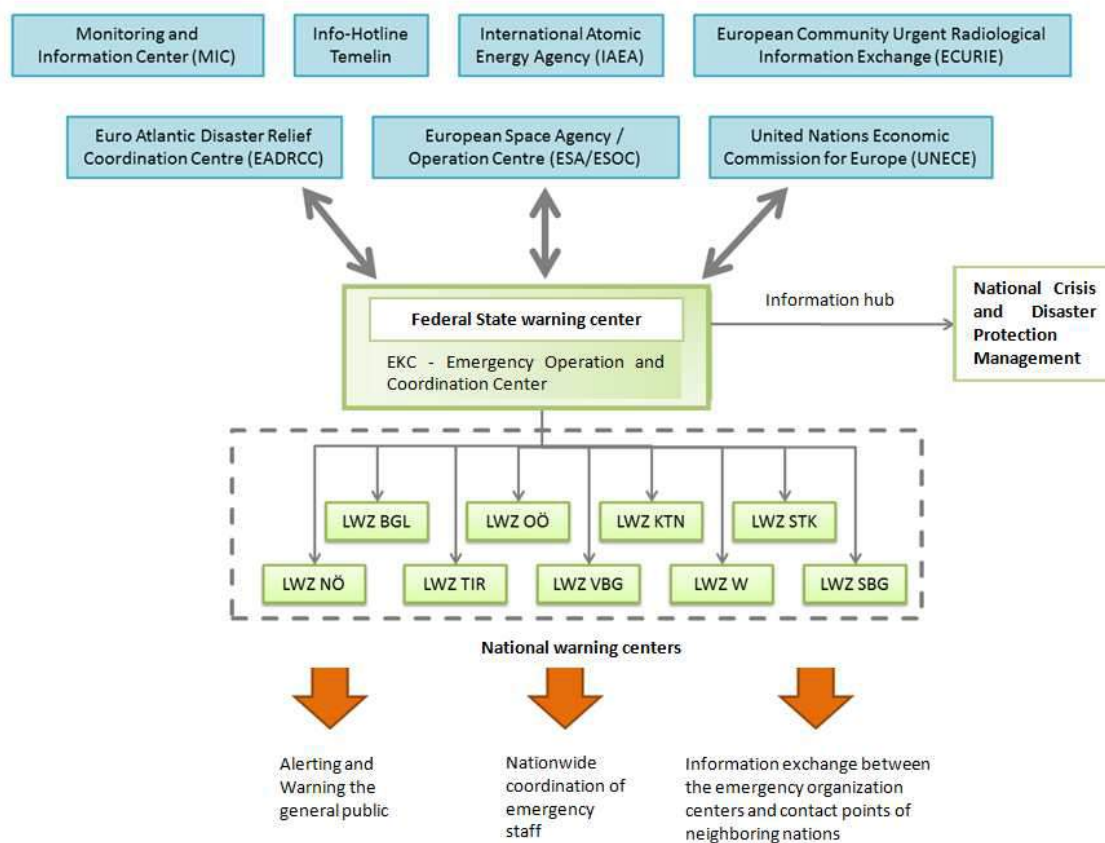 Monitoring and
Information Center (MIC)
Info-Hotline
Temelin
International Atomic
Energy Agency (IAEA)
European Community Urgent Radiological
Information Exchange (ECURIE)
Euro Atlantic Disaster Relief
Coordination Centre (EADRCC)
European Space Agency /
Operation Centre (ESA/ESOC)
United Nations Economic
Commission for Europe (UNECE)
Federal State warning center
EKC - Emergency Operation and
Coordination Center
Information hub
National Crisis
and Disaster
Protection
Management
LWZ BGL
LWZ OÖ
LWZ KTN
LWZ STK
LWZ NÖ
LWZ TIR
LWZ VBG
LWZ W
LWZ SBG
National warning centers
Alerting and
Warning the
general public
Nationwide
coordination of
emergency
staff
Information exchange between
the emergency organization
centers and contact points of
neighboring nations